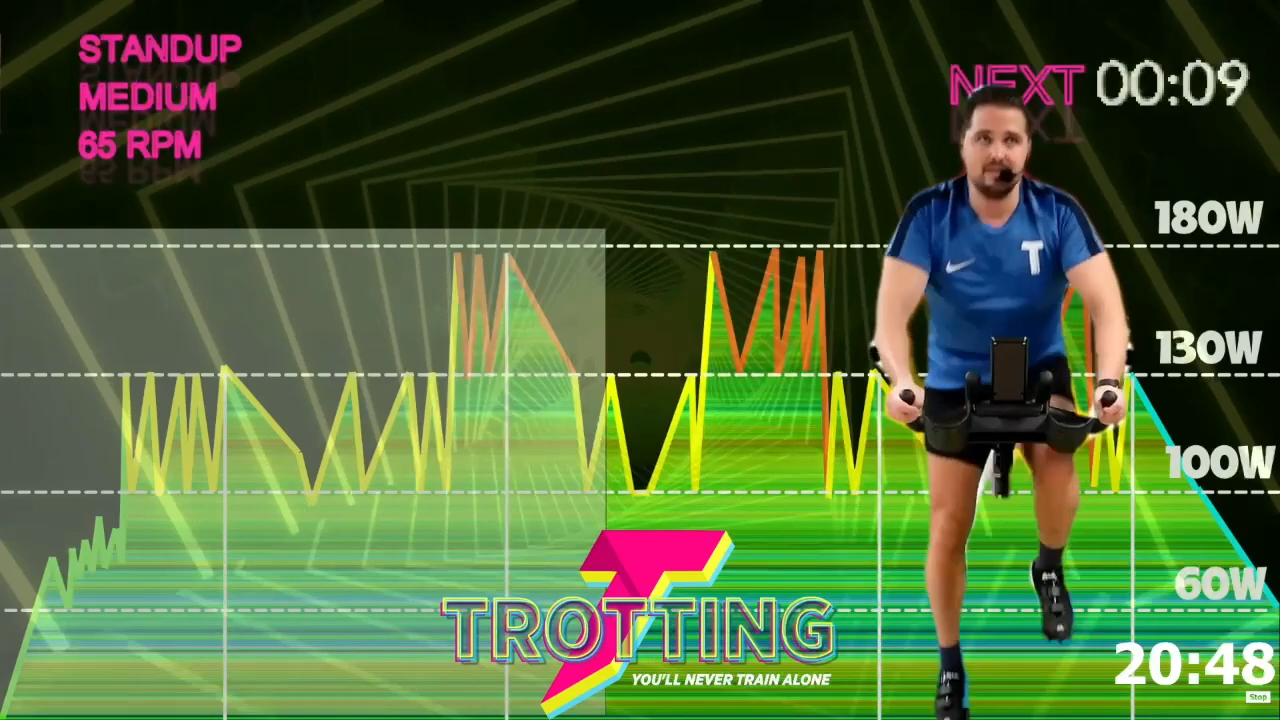 STANDUP
MEDIUM
65 RPM
NEXT 00:09
180W
130W
100W
60W
T
TROTTING
YOU'LL NEVER TRAIN ALONE
20:48
Stop